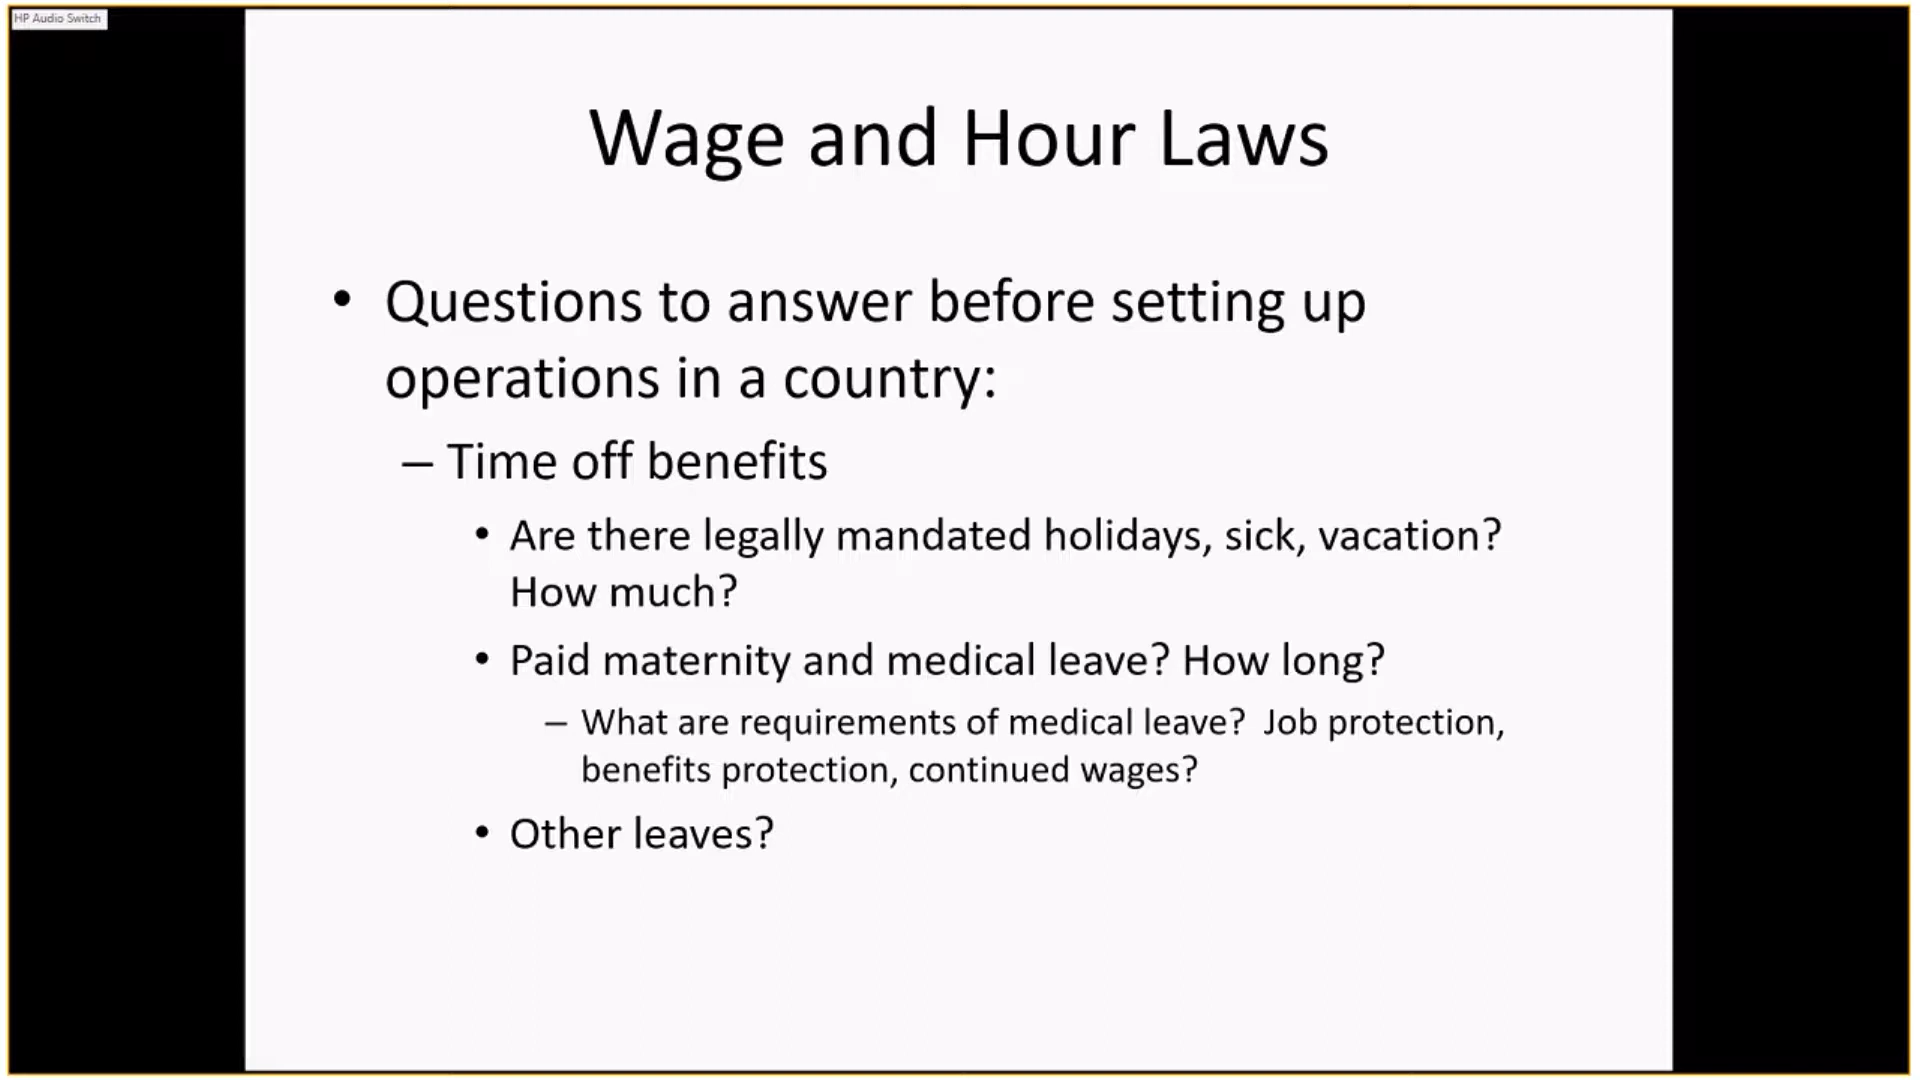 HP Audio Switch
Wage and Hour Laws
• Questions to answer before setting up
operations in a country:
– Time off benefits
• Are there legally mandated holidays, sick, vacation?
How much?
• Paid maternity and medical leave? How long?
– What are requirements of medical leave?  Job protection,
benefits protection, continued wages?
• Other leaves?